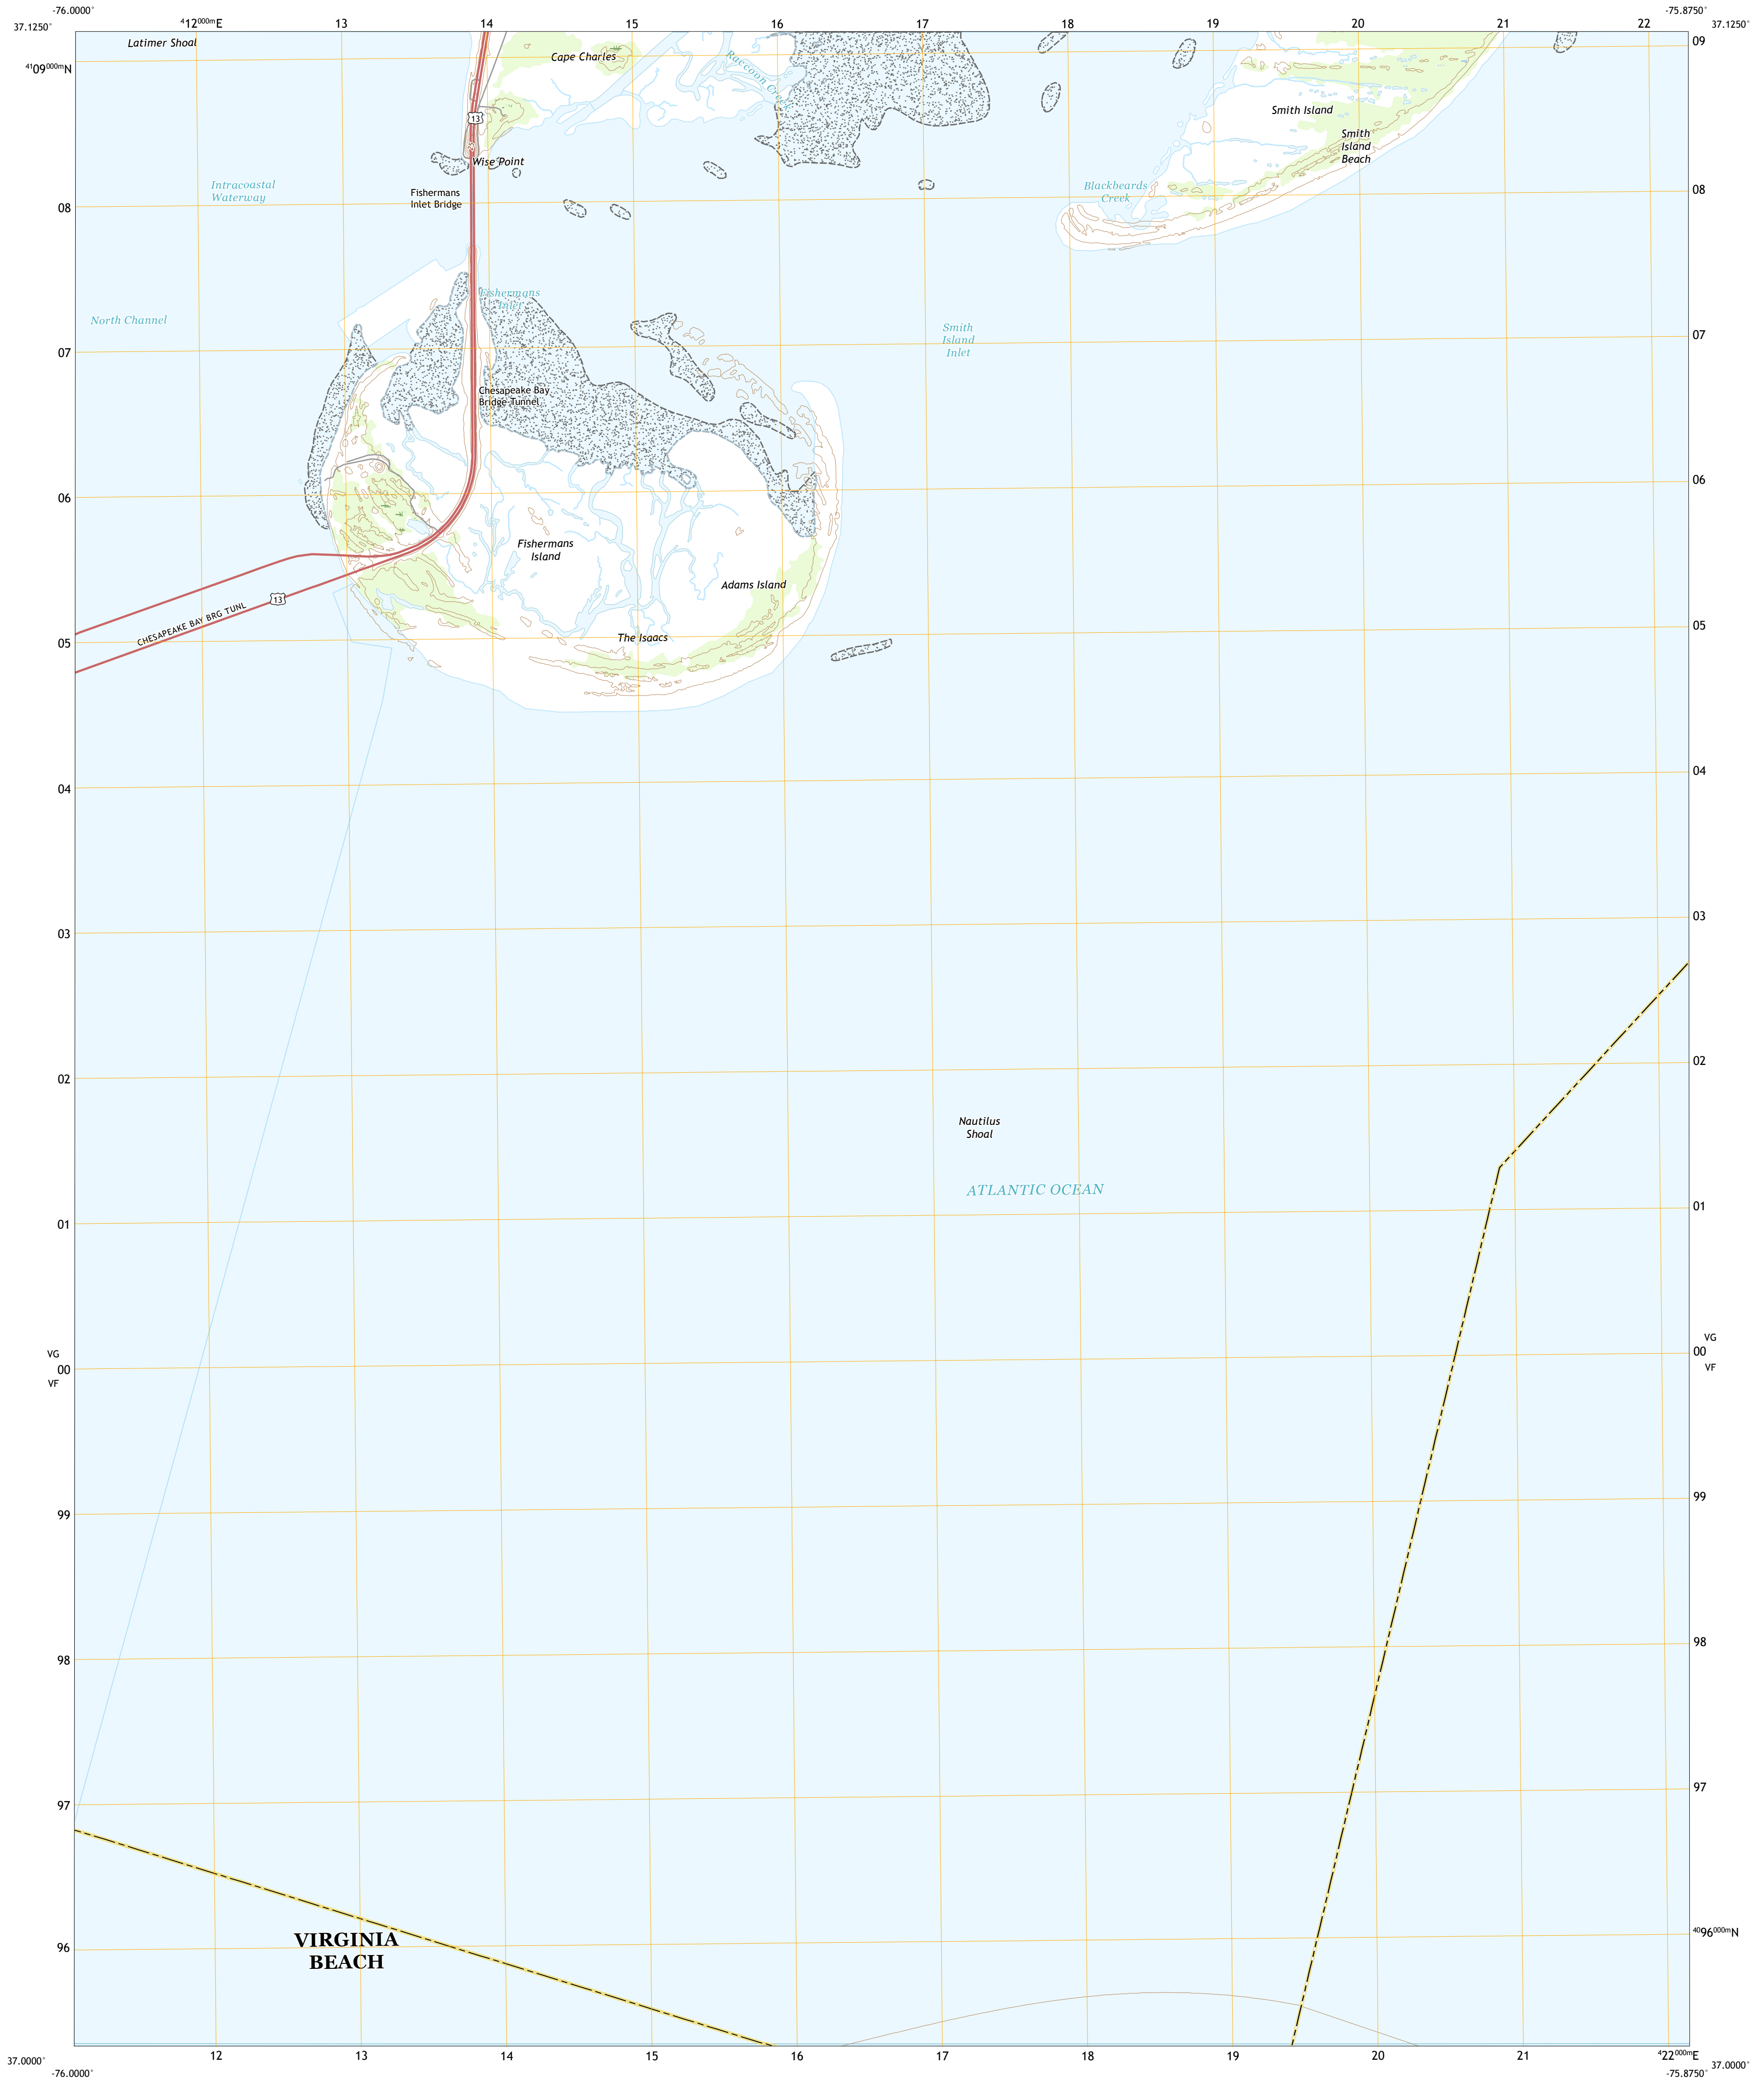 -76.0000°
412000mE
13
14
15
16
17
18
19
20
21
22
-75.8750°
37.1250°
37.1250°
Latimer Shoal
Cape Charles
Raccoon Creek
09
4109000mN
Smith Island
13
Smith
Island
Beach
Wise Point
Intracoastal
Waterway
Fishermans
Inlet Bridge
Blackbeards
Creek
08
08
Fishermans
Inlet
North Channel
Smith
Island
Inlet
07
07
Chesapeake Bay
Bridge-Tunnel
06
06
Fishermans
Island
Adams Island
13
CHESAPEAKE BAY BRG TUNL
The Isaacs
05
05
04
04
03
03
02
02
Nautilus
Shoal
ATLANTIC OCEAN
01
01
VG
00
VF
VG
00
VF
99
99
98
98
97
97
VIRGINIA
BEACH
96
4096000mN
12
13
14
15
16
17
18
19
20
21
422000mE
37.0000°
37.0000°
-76.0000°
-75.8750°